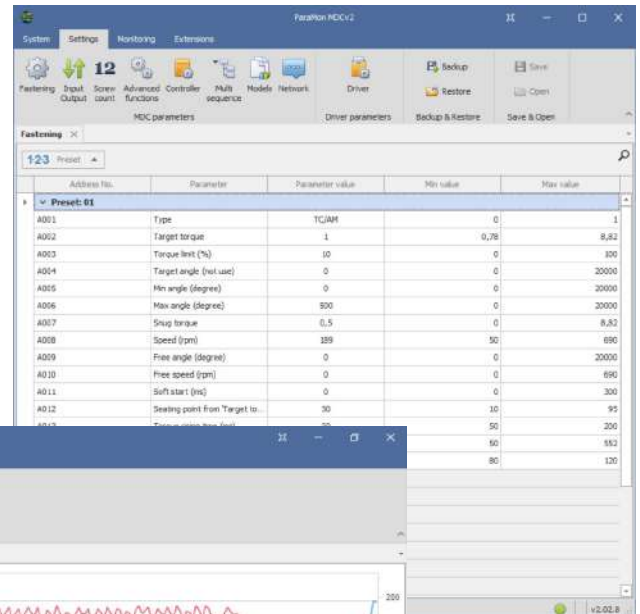 ParaMon MDCv2
System Settings Monitoring Extensions
Fastening Input Output Screw count Advanced functions Controller Multi sequence Models Network Driver Backup Restore Save Open
12
MDC parameters Driver parameters Backup & Restore Save & Open
Fastening
123 Preset
Address No. Parameter Parameter value Min value Max value
Preset: 01
A001 Type TC/AM 0 1
A002 Target torque 1 0,78 8,82
A003 Torque limit (%) 10 0 100
A004 Target angle (not use) 0 0 20000
A005 Min angle (degree) 0 0 20000
A006 Max angle (degree) 0 20000
A007 Snug torque 0,5 0 8,82
A008 Speed (rpm) 50 690
A009 Free angle (degree) 0 0 20000
A010 Free speed (rpm) 0 0 690
A011 Soft start (ms) 0 0 300
A012 Seating point from 'Target to... 10 95
50 200
50 552
80 120
200
v2.02.8